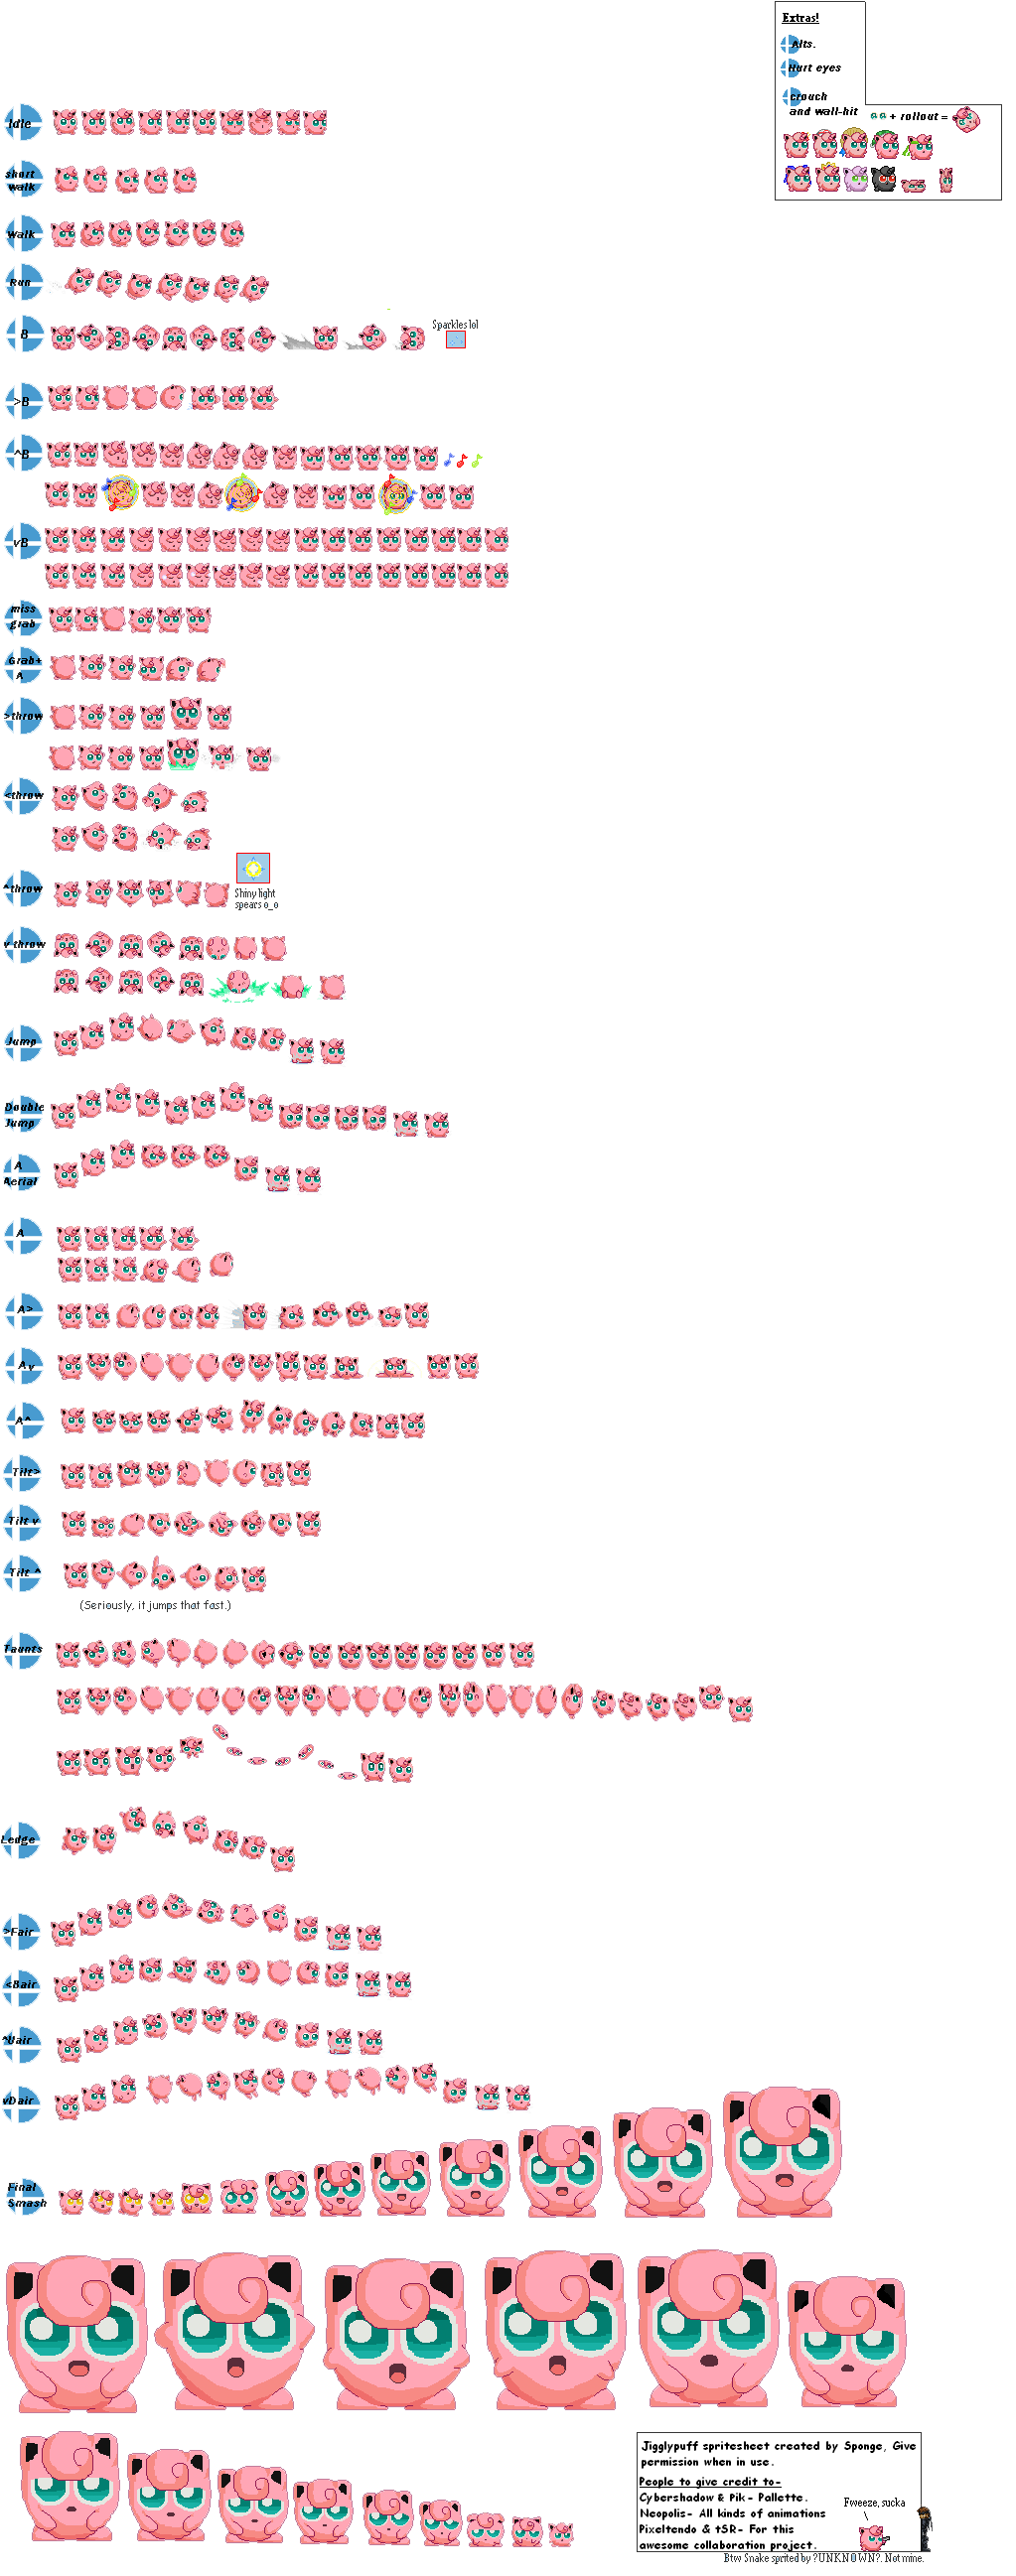 Extras!
Alts.
Hurt eyes
crouch
and wall-hit
+ rollout =
Idle
short
walk
Walk
Run
B
Sparkles lol
>B
^B
vB
miss
grab
Grab+
A
>throw
<throw
^throw
Shiny light
spears o_o
v throw
Jump
Double
Jump
A
Aerial
A
A>
Av
A^
Tilt>
Tilt v
Tilt ^
(Seriously, it jumps that fast.)
Taunts
Ledge
>Fair
<Bair
^Uair
vDair
Final
Smash
Jigglypuff spritesheet created by Sponge, Give
permission when in use.
People to give credit to-
Cybershadow & Pik- Pallette.
Neopolis- All kinds of animations
Pixeltendo & tSR- For this
awesome collaboration project.
Fweeze, sucka
Btw Snake sprited by ?UNKN0WN?. Not mine.